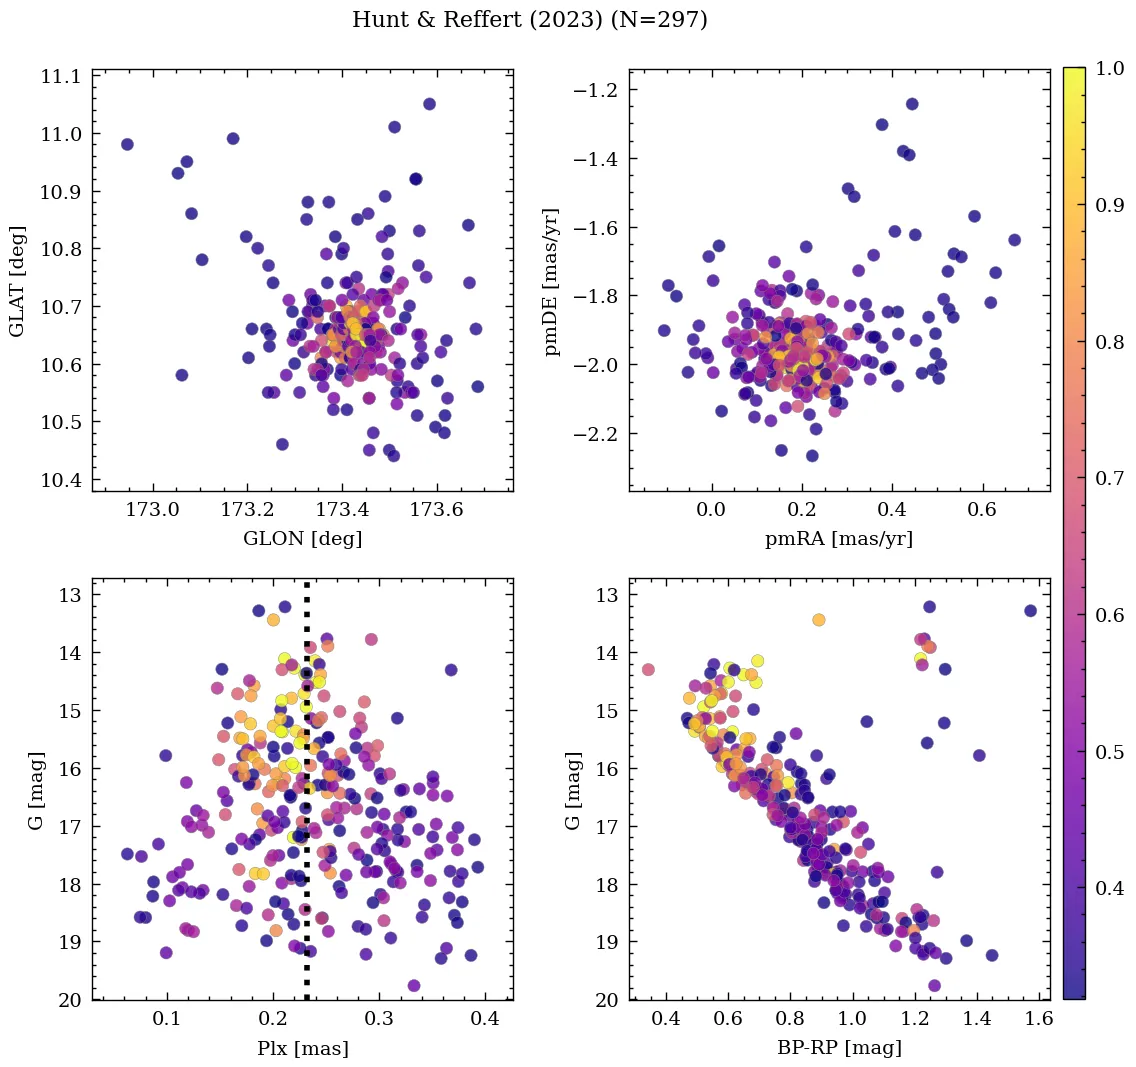 Hunt & Reffert (2023) (N=297)
11.1
11.0
10.9
10.8
10.7
10.6
10.5
10.4
GLAT [deg]
173.0 173.2 173.4 173.6
GLON [deg]
−1.2
−1.4
−1.6
−1.8
−2.0
−2.2
pmDE [mas/yr]
0.0 0.2 0.4 0.6
pmRA [mas/yr]
13
14
15
16
17
18
19
20
G [mag]
0.1 0.2 0.3 0.4
Plx [mas]
13
14
15
16
17
18
19
20
G [mag]
0.4 0.6 0.8 1.0 1.2 1.4 1.6
BP-RP [mag]
1.0
0.9
0.8
0.7
0.6
0.5
0.4